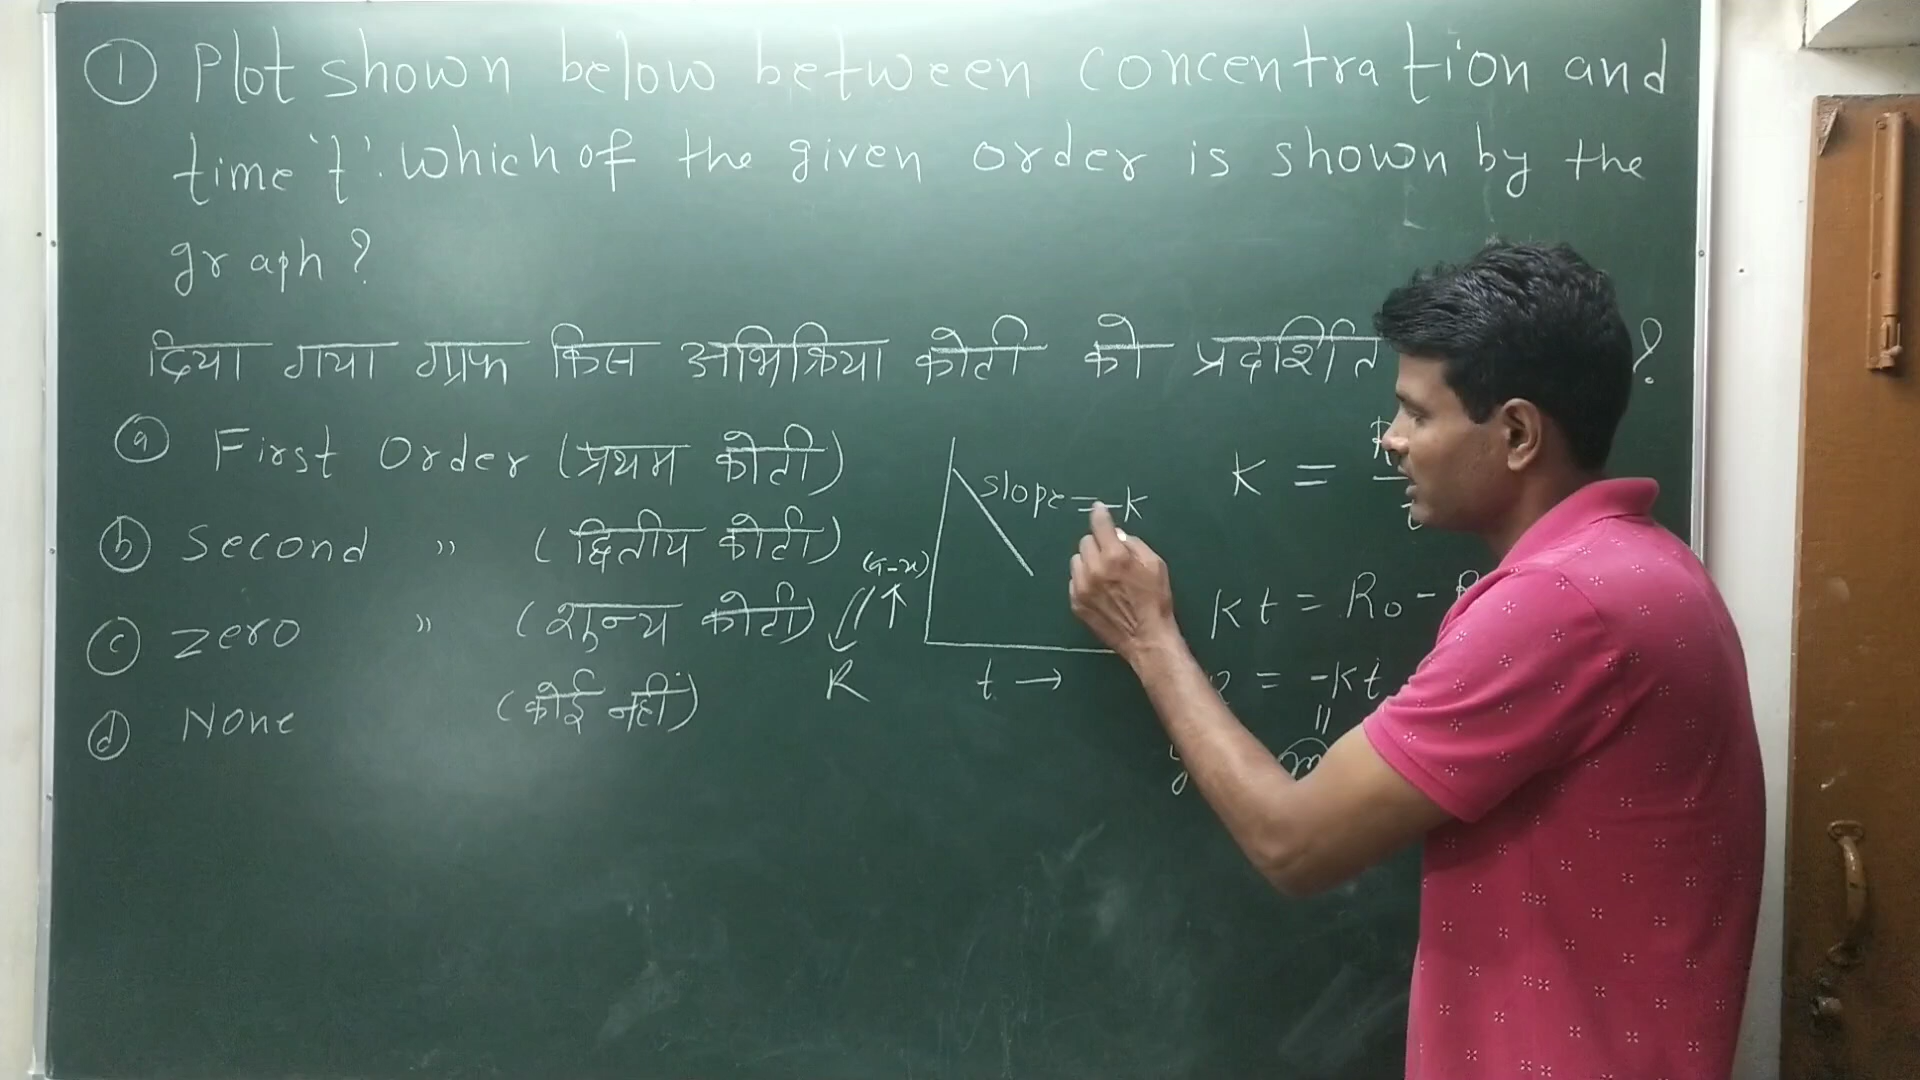 ① Plot shown below between concentration and
time 't'. which of the given order is shown by the
graph?
दिया गया ग्राफ किस अभिक्रिया कोटी को प्रदर्शित ?
ⓐ First Order (प्रथम कोटी)
ⓑ Second " (द्वितीय कोटी)
ⓒ Zero " (शुन्य कोटी)
ⓓ None (कोई नहीं)
(a-x) ↑
R
slope = -K
t →
K =
Kt = R₀ -
= -Kt
y m